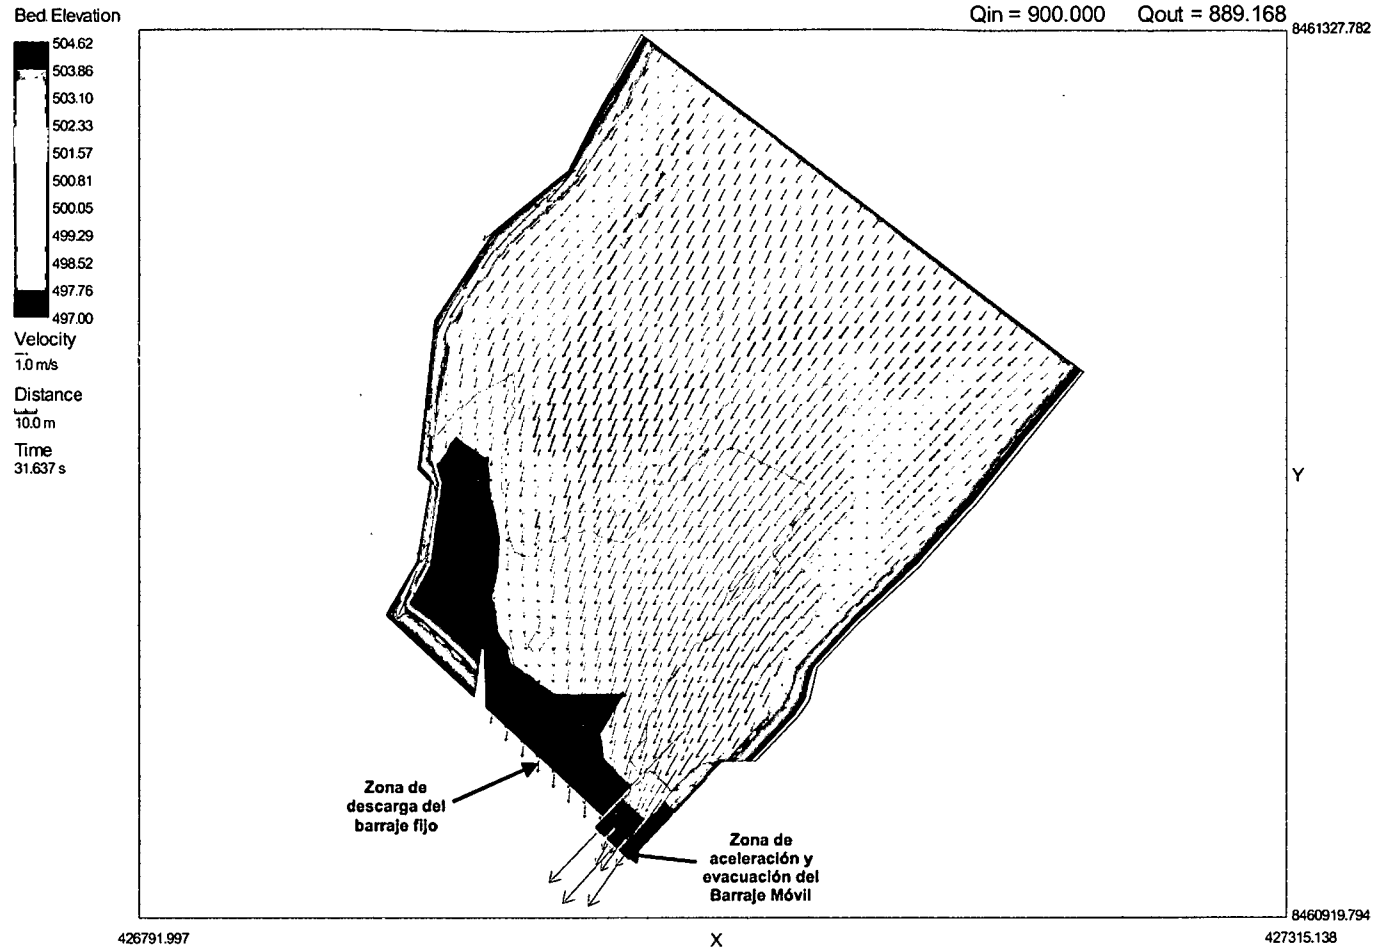 Bed Elevation
Qin = 900.000 Qout = 889.168
504.62
503.86
503.10
502.33
501.57
500.81
500.05
499.29
498.52
497.76
497.00
Velocity
1.0 m/s
Distance
10.0 m
Time
31.637 s
8461327.782
Y
Zona de
descarga del
barraje fijo
Zona de
aceleración y
evacuación del
Barraje Móvil
8460919.794
426791.997
X
427315.138